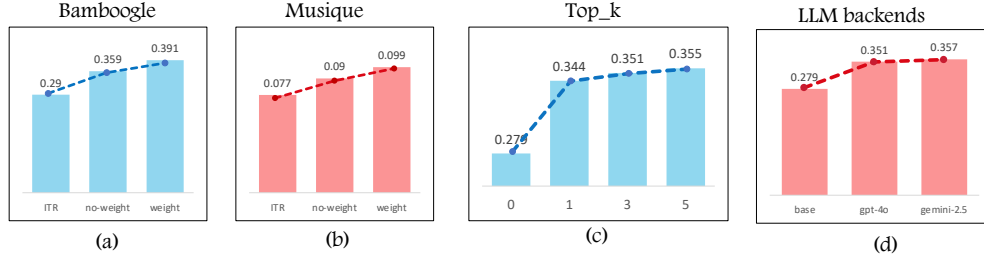 Bamboogle
0.29
0.359
0.391
ITR
no-weight
weight
(a)
Musique
0.077
0.09
0.099
ITR
no-weight
weight
(b)
Top_k
0.279
0.344
0.351
0.355
0
1
3
5
(c)
LLM backends
0.279
0.351
0.357
base
gpt-4o
gemini-2.5
(d)